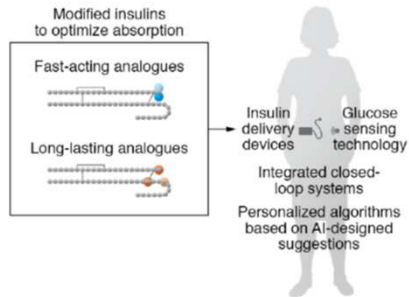 Modified insulins
to optimize absorption
Fast-acting analogues
Long-lasting analogues
Insulin
delivery
devices
Glucose
sensing
technology
Integrated closed-
loop systems
Personalized algorithms
based on AI-designed
suggestions